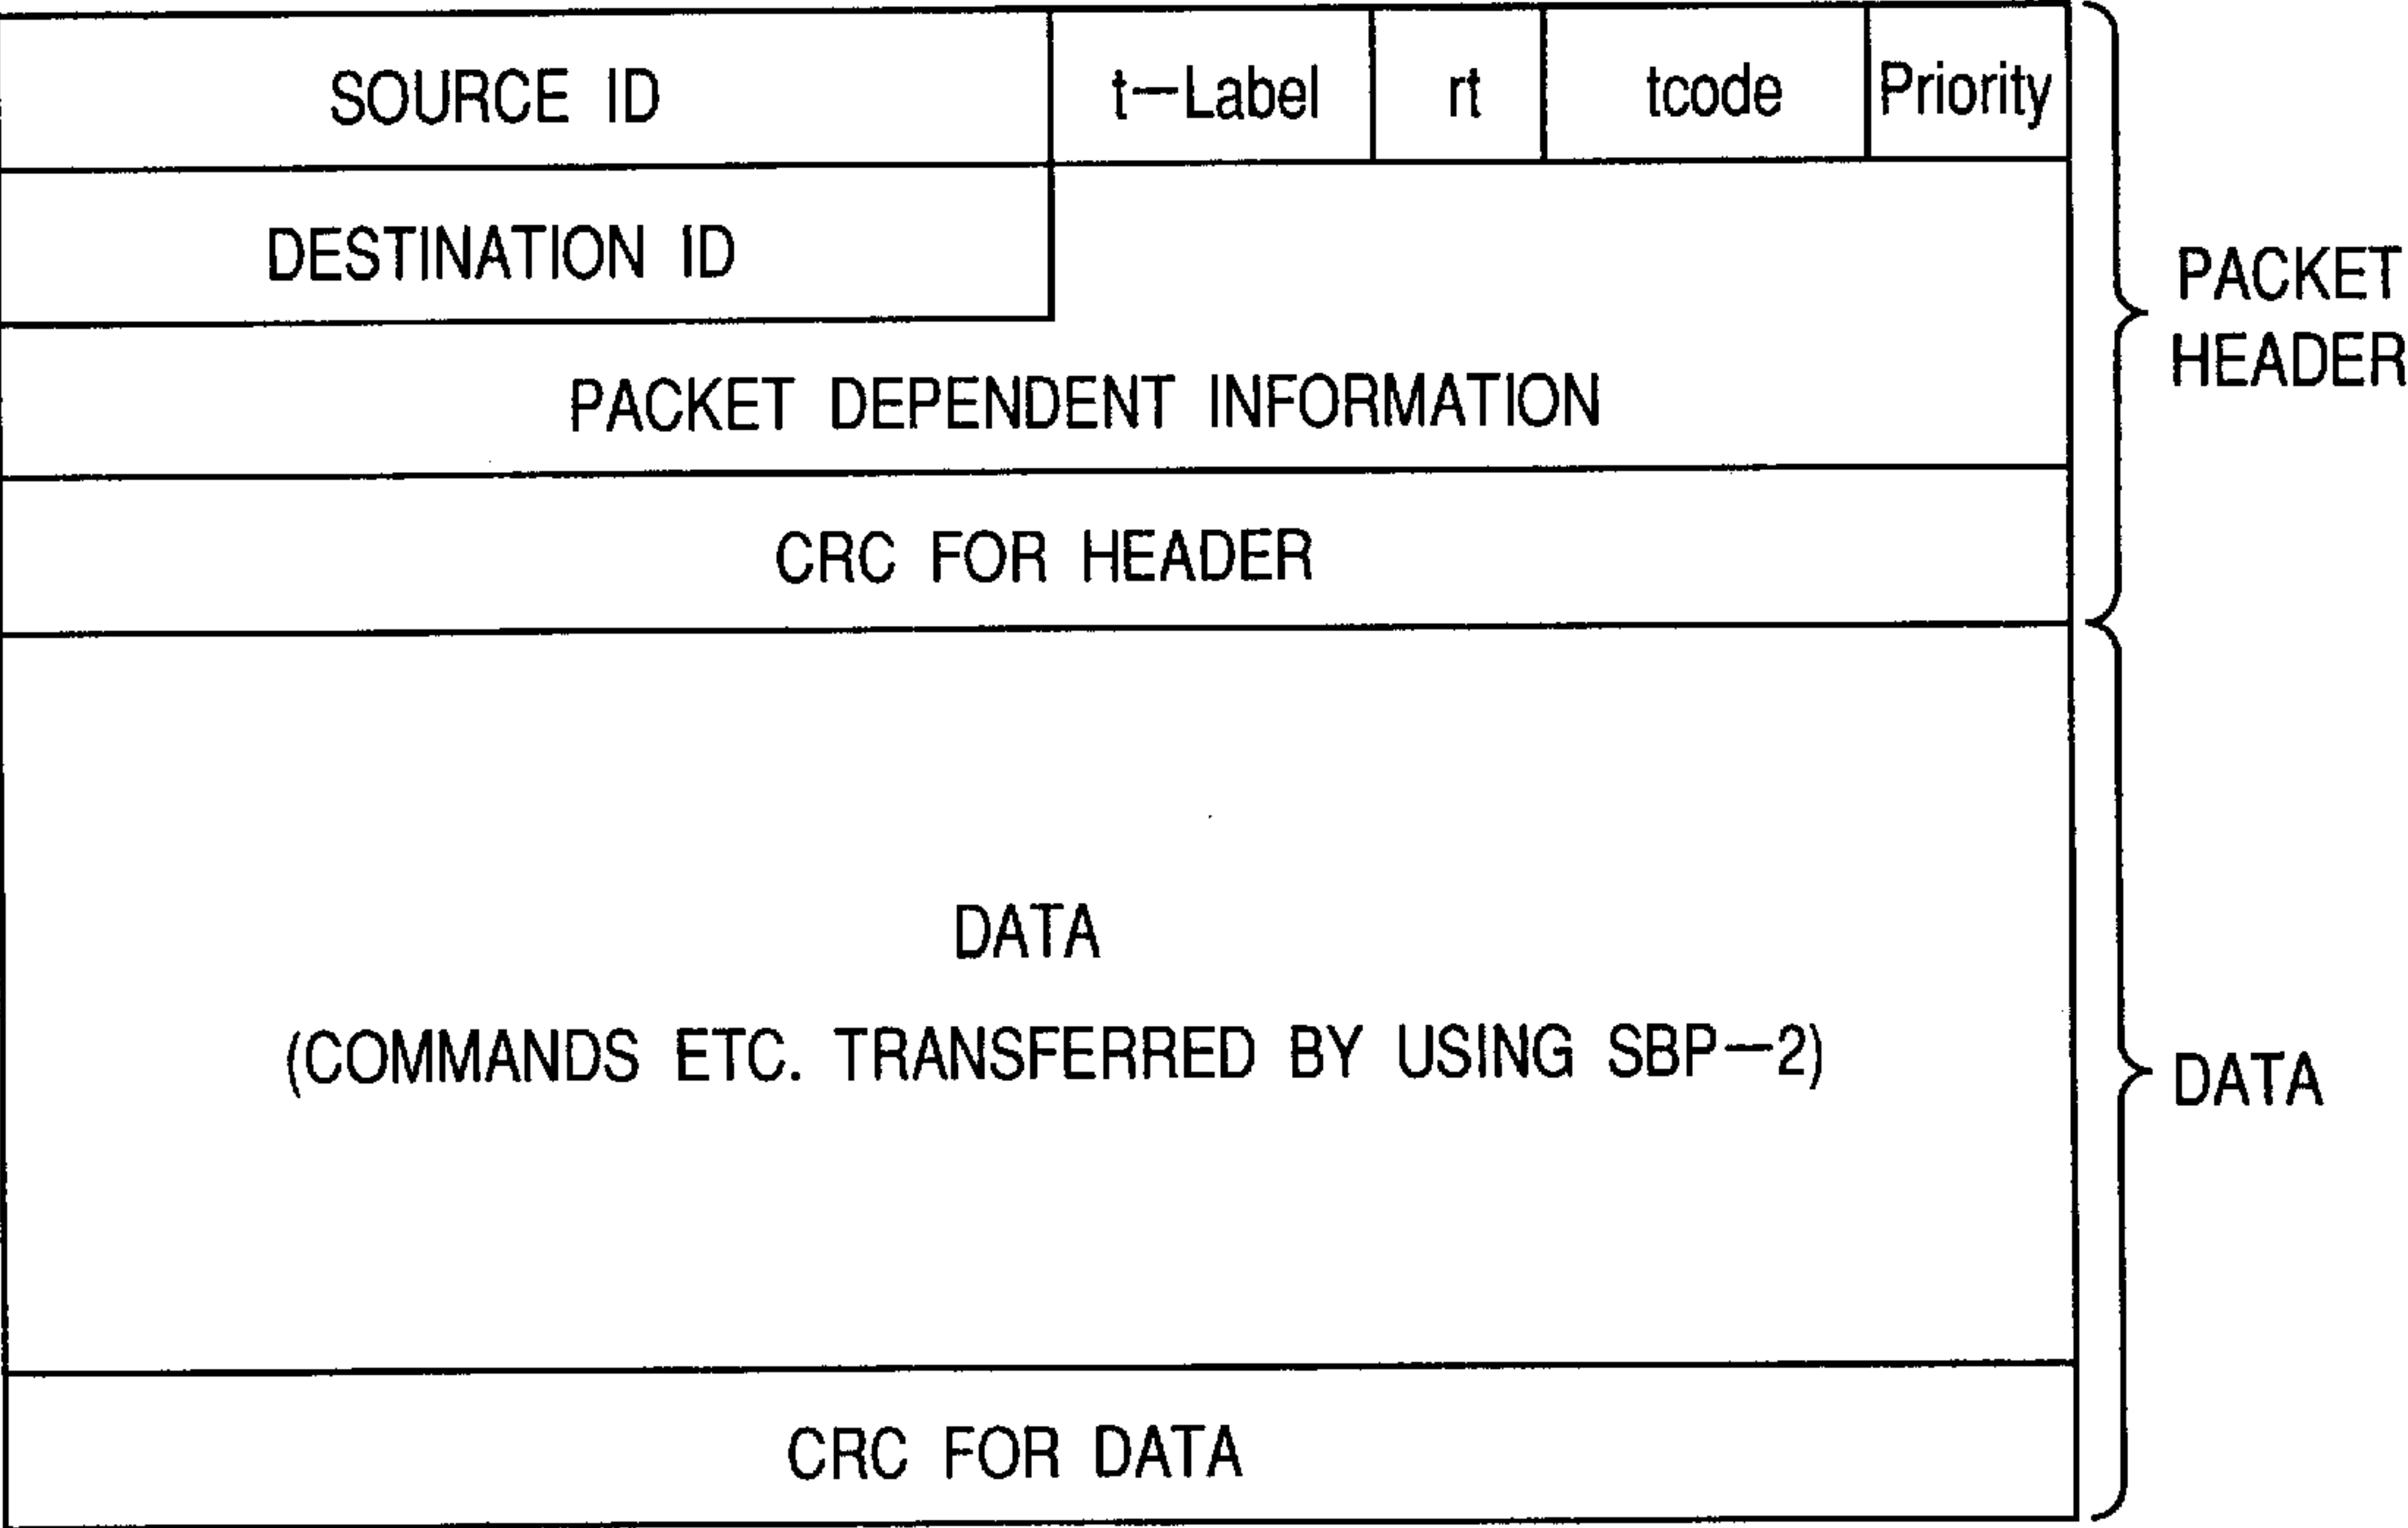 SOURCE ID
t-Label
rt
tcode
Priority
DESTINATION ID
PACKET DEPENDENT INFORMATION
CRC FOR HEADER
PACKET
HEADER
DATA
(COMMANDS ETC. TRANSFERRED BY USING SBP-2)
DATA
CRC FOR DATA